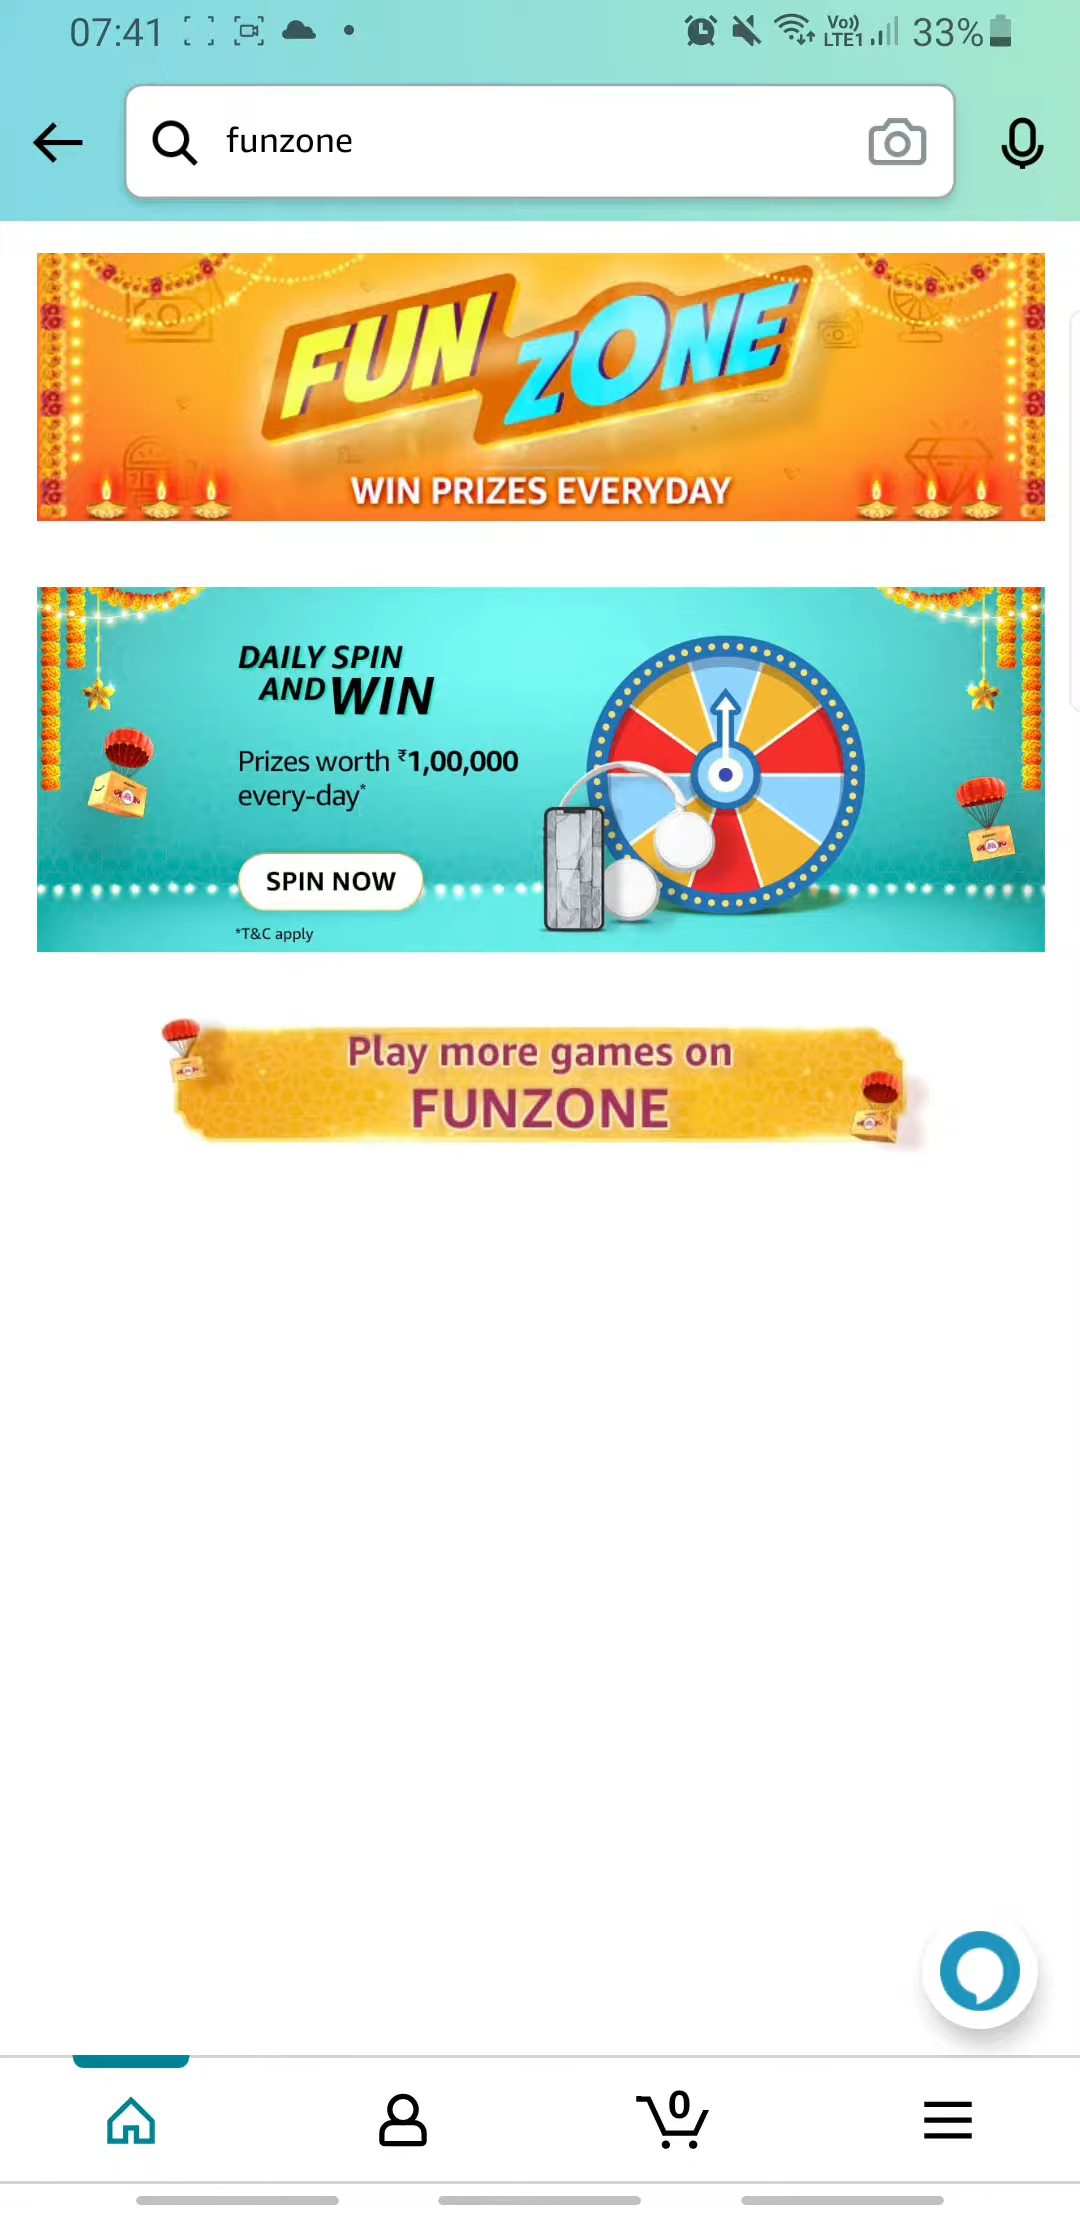 07:41
Vo))
LTE1
33%
funzone
FUN ZONE
WIN PRIZES EVERYDAY
DAILY SPIN
AND WIN
Prizes worth ₹1,00,000
every-day*
SPIN NOW
*T&C apply
Play more games on
FUNZONE
0